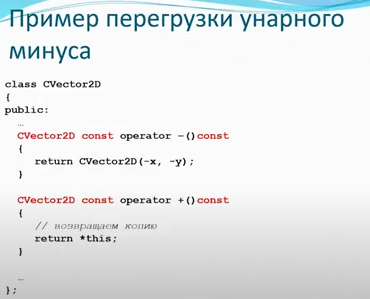 Пример перегрузки унарного
минуса
class CVector2D
{
public:
…
CVector2D const operator –()const
{
return CVector2D(-x, -y);
}
CVector2D const operator +()const
{
// возвращаем копию
return *this;
}
…
};